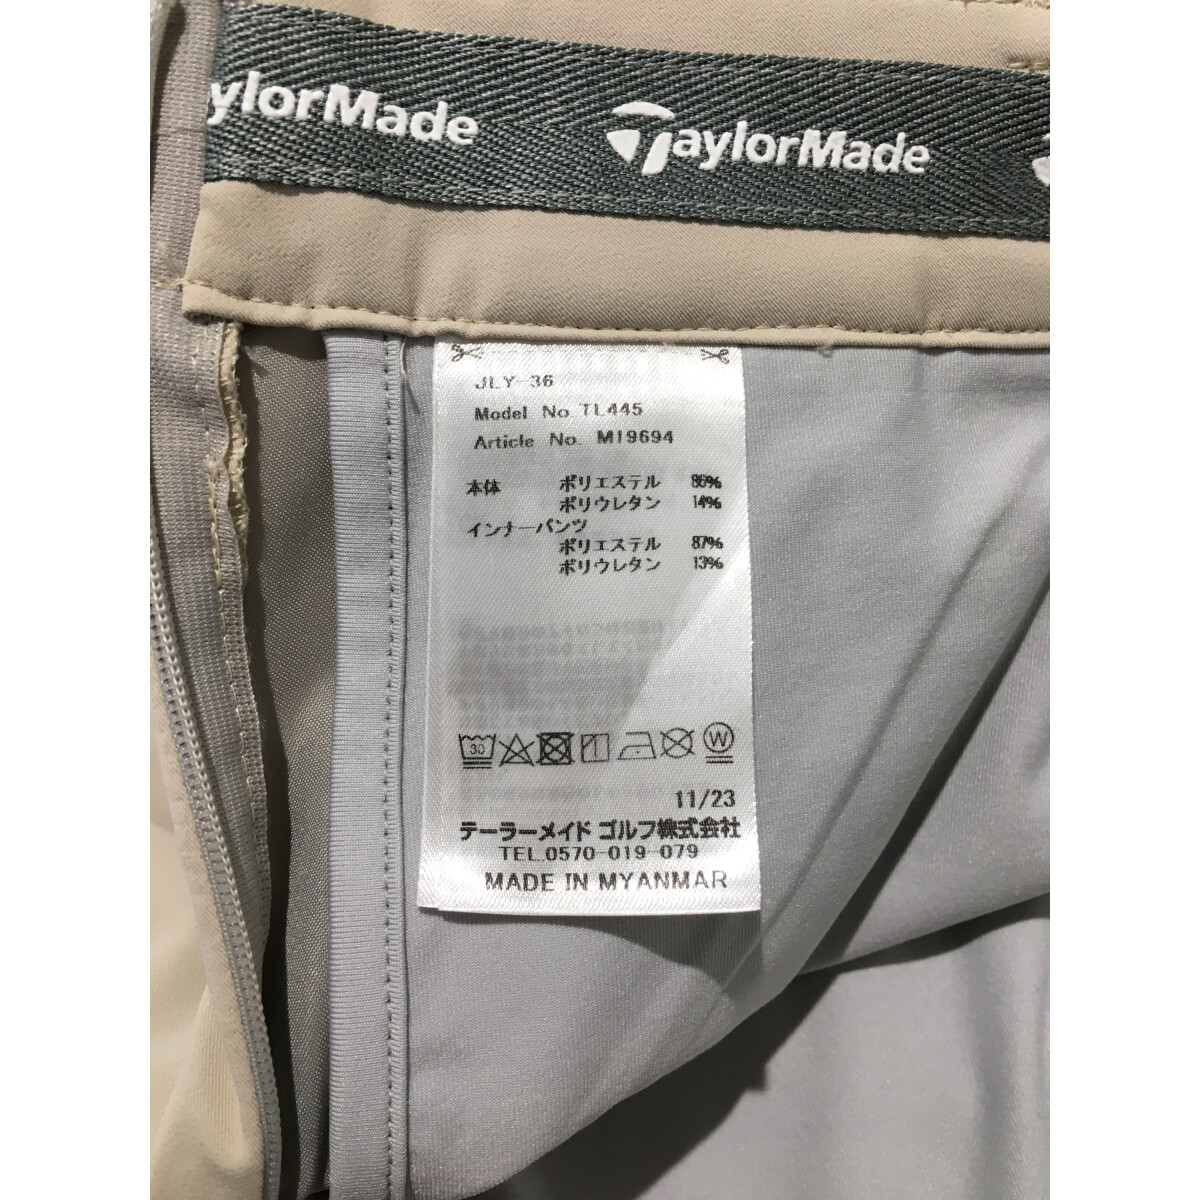 aylorMade TaylorMade
JLY-36
Model No. TL445
Article No. M19694
本体 ポリエステル 86%
ポリウレタン 14%
インナーパンツ
ポリエステル 87%
ポリウレタン 13%
30 W
11/23
テーラーメイド ゴルフ株式会社
TEL.0570-019-079
MADE IN MYANMAR